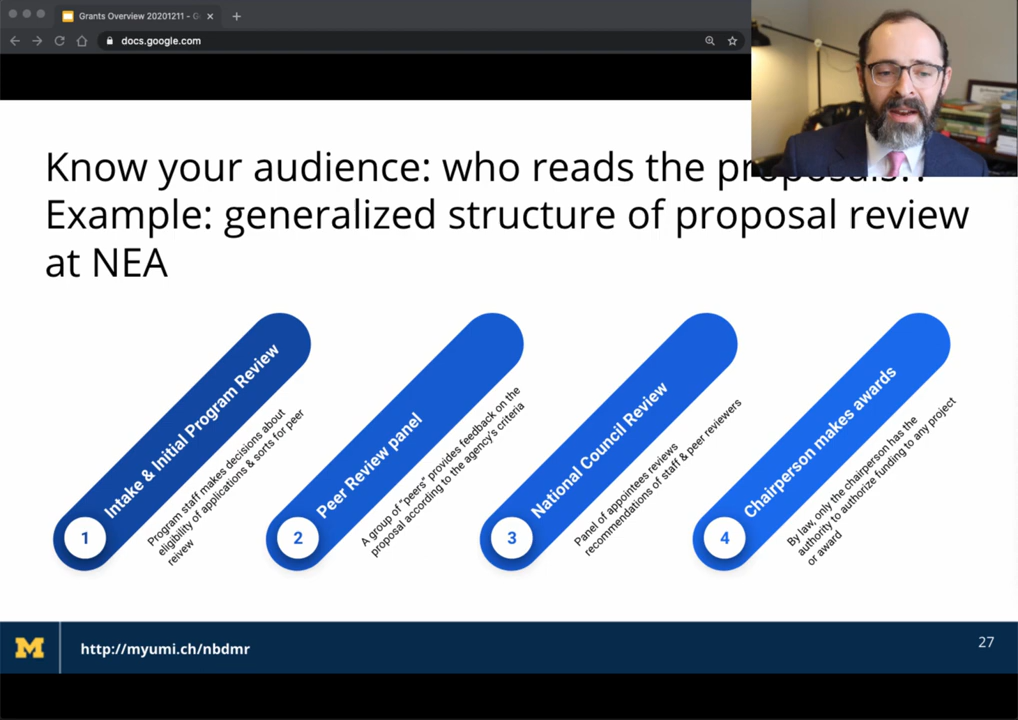 Grants Overview 20201211 - G
docs.google.com
Know your audience: who reads the proposals?
Example: generalized structure of proposal review
at NEA
1
Intake & Initial Program Review
Program staff makes decisions about
eligibility of applications & sorts for peer
reivew
2
Peer Review panel
A group of "peers" provides feedback on the
proposal according to the agency's criteria
3
National Council Review
Panel of appointees reviews
recommendations of staff & peer reviewers
4
Chairperson makes awards
By law, only the chairperson has the
authority to authorize funding to any project
or award
M
http://myumi.ch/nbdmr
27